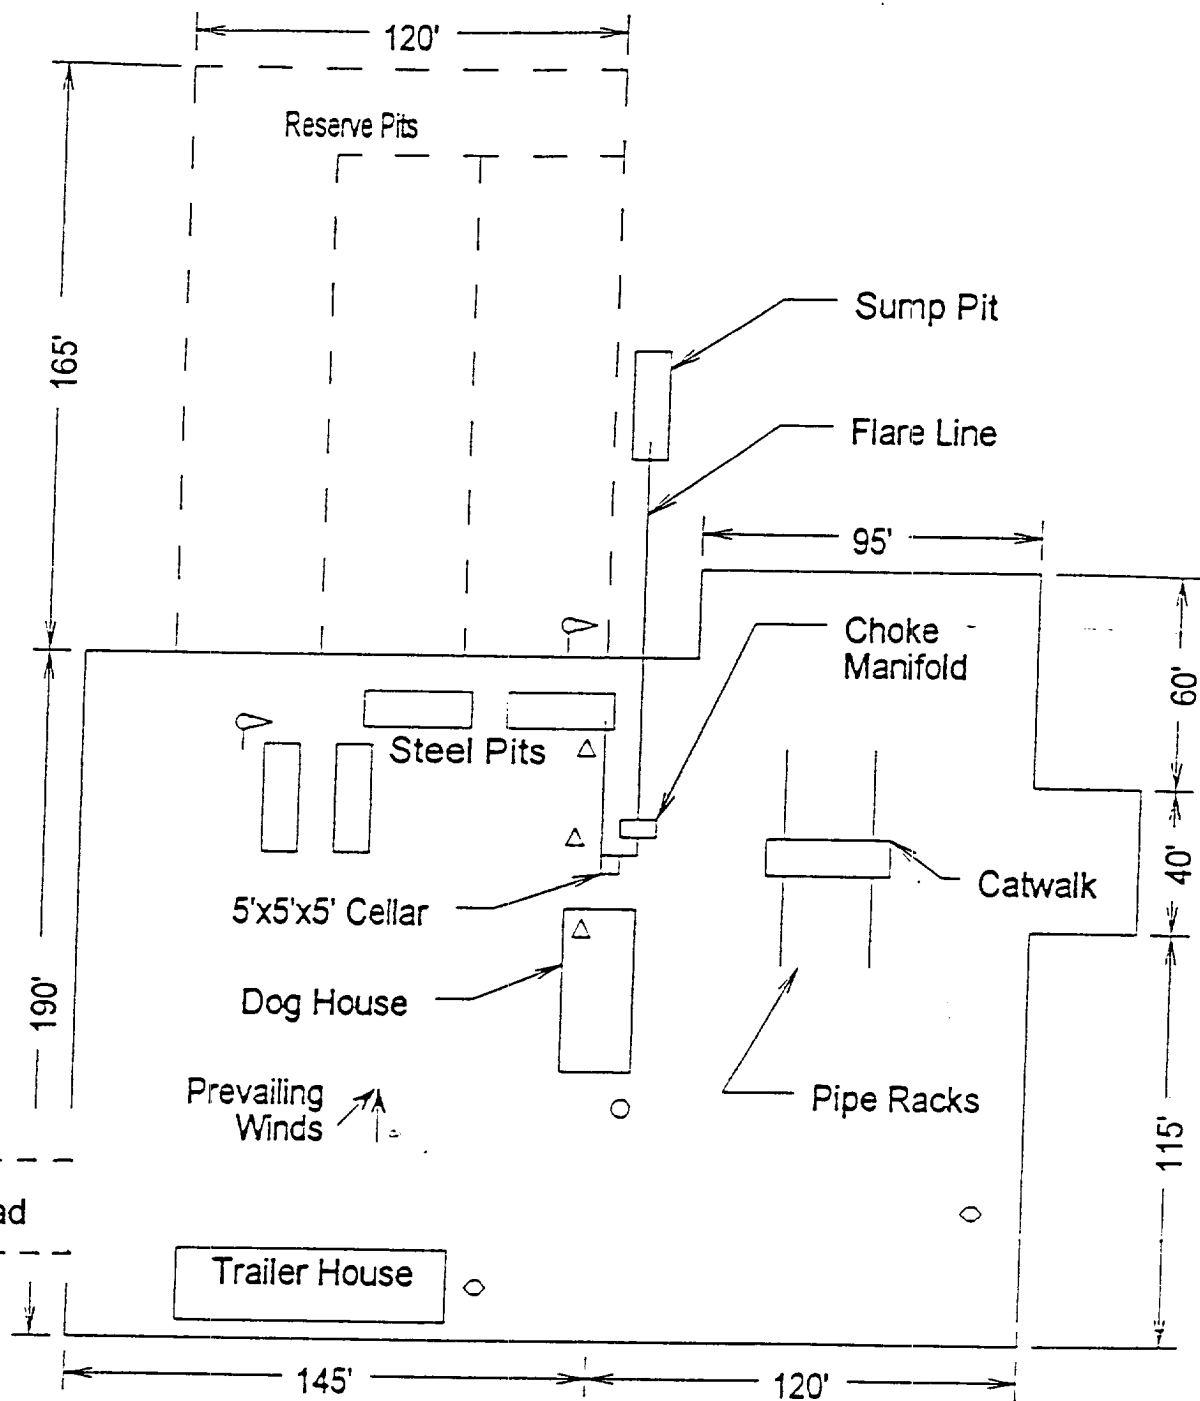 120'
Reserve Pits
165'
Sump Pit
Flare Line
95'
Choke
Manifold
60'
Steel Pits
40'
Catwalk
5'x5'x5' Cellar
190'
Dog House
Prevailing
Winds
Pipe Racks
115'
ad
Trailer House
145'
120'